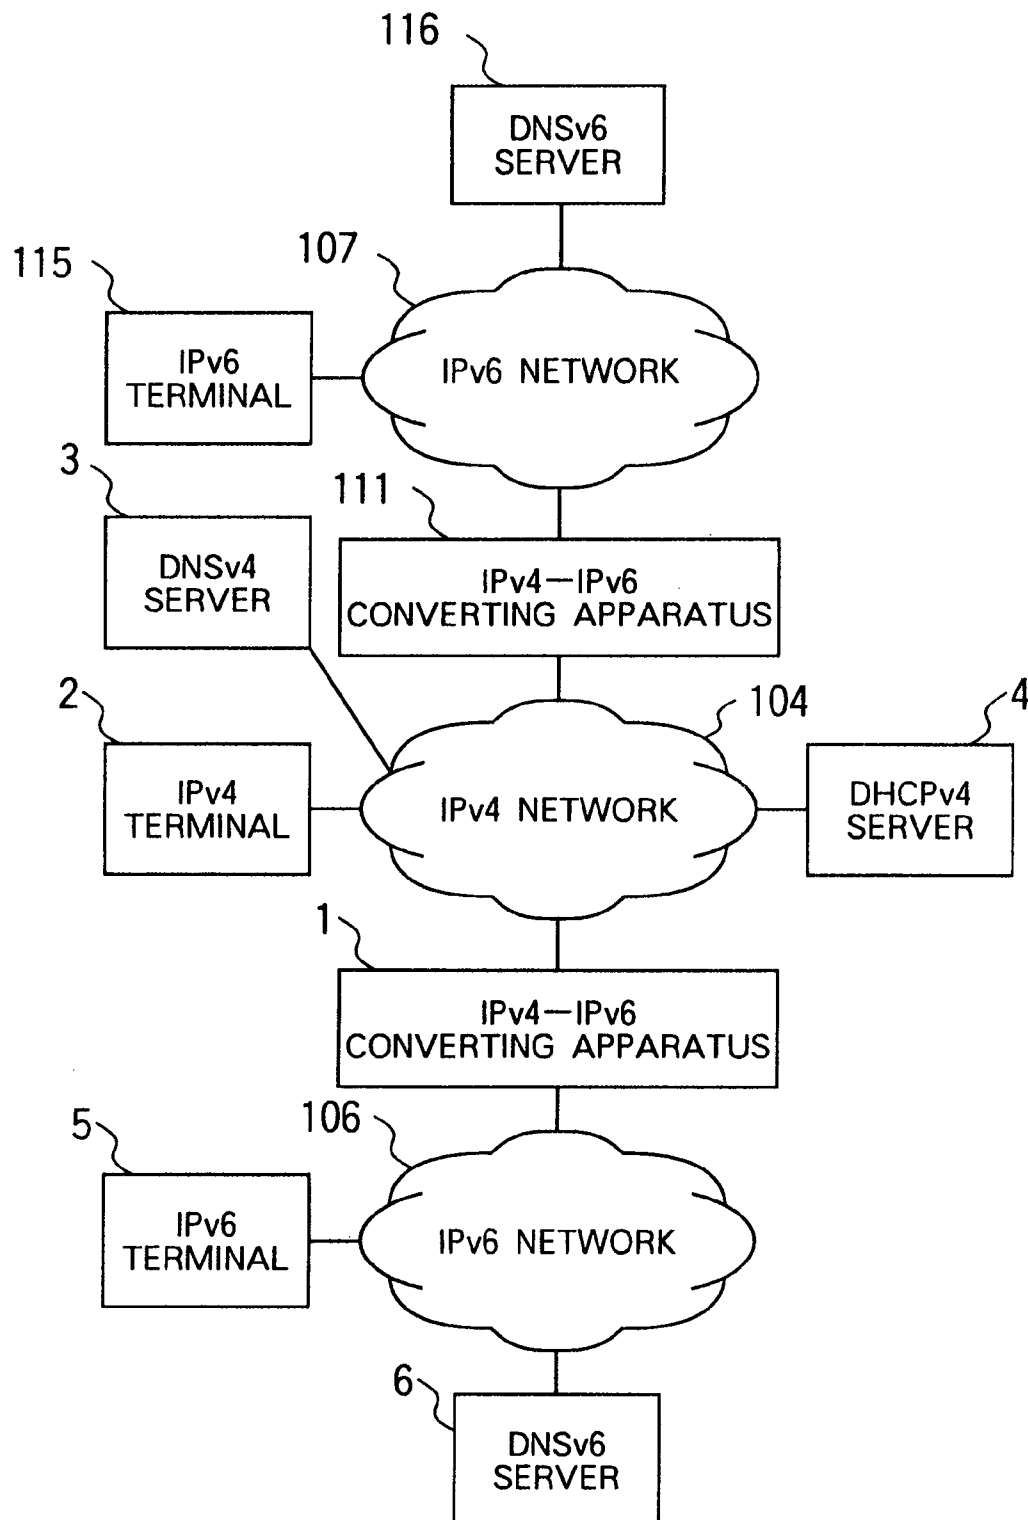 116
DNSv6
SERVER
107
115
IPv6
TERMINAL
IPv6 NETWORK
3
111
DNSv4
SERVER
IPv4—IPv6
CONVERTING APPARATUS
2
104
4
IPv4
TERMINAL
IPv4 NETWORK
DHCPv4
SERVER
1
IPv4—IPv6
CONVERTING APPARATUS
5
106
IPv6
TERMINAL
IPv6 NETWORK
6
DNSv6
SERVER